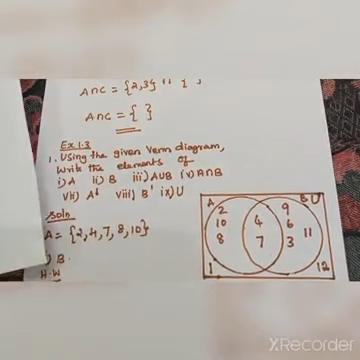 A∩C = {2,3}
A∩C = { }
Ex 1.3
1. Using the given Venn diagram,
Write the elements of
i) A ii) B iii) AUB iv) A∩B
vii) A' viii) B' ix) U
Soln
A = {2,4,7,8,10}
) B.
H.W
A B U
2 9
10 4 6
8 7 3 11
1 12
XRecorder